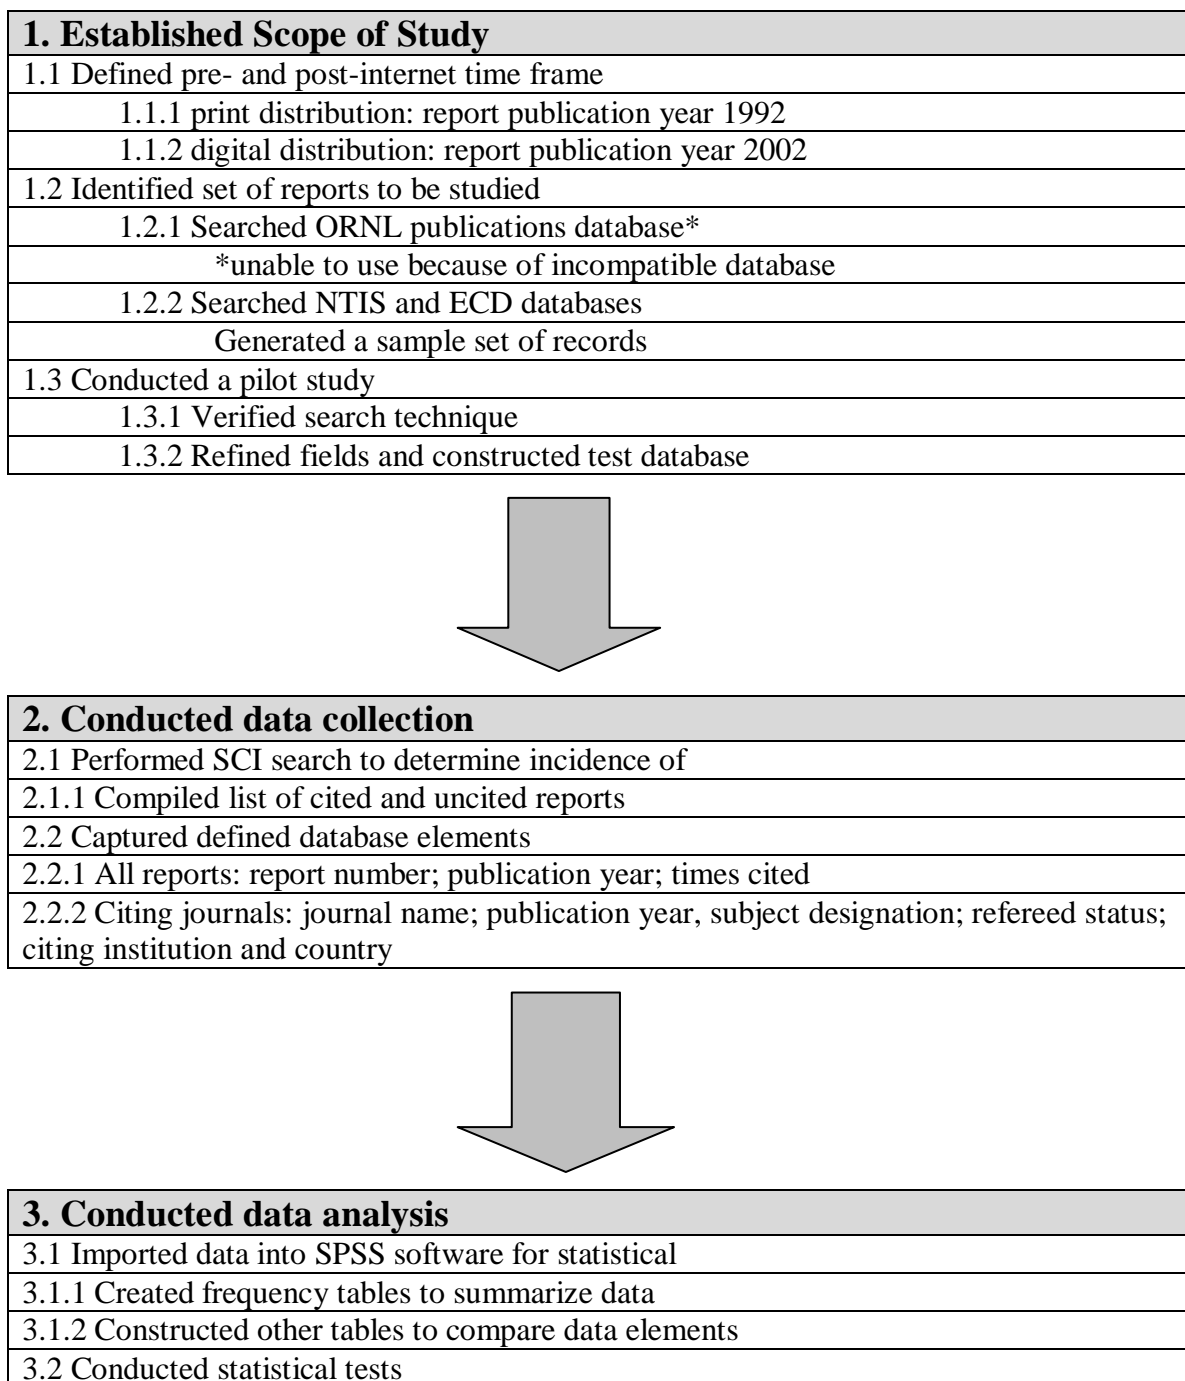 1. Established Scope of Study
1.1 Defined pre- and post-internet time frame
1.1.1 print distribution: report publication year 1992
1.1.2 digital distribution: report publication year 2002
1.2 Identified set of reports to be studied
1.2.1 Searched ORNL publications database*
*unable to use because of incompatible database
1.2.2 Searched NTIS and ECD databases
Generated a sample set of records
1.3 Conducted a pilot study
1.3.1 Verified search technique
1.3.2 Refined fields and constructed test database
2. Conducted data collection
2.1 Performed SCI search to determine incidence of
2.1.1 Compiled list of cited and uncited reports
2.2 Captured defined database elements
2.2.1 All reports: report number; publication year; times cited
2.2.2 Citing journals: journal name; publication year, subject designation; refereed status;
citing institution and country
3. Conducted data analysis
3.1 Imported data into SPSS software for statistical
3.1.1 Created frequency tables to summarize data
3.1.2 Constructed other tables to compare data elements
3.2 Conducted statistical tests